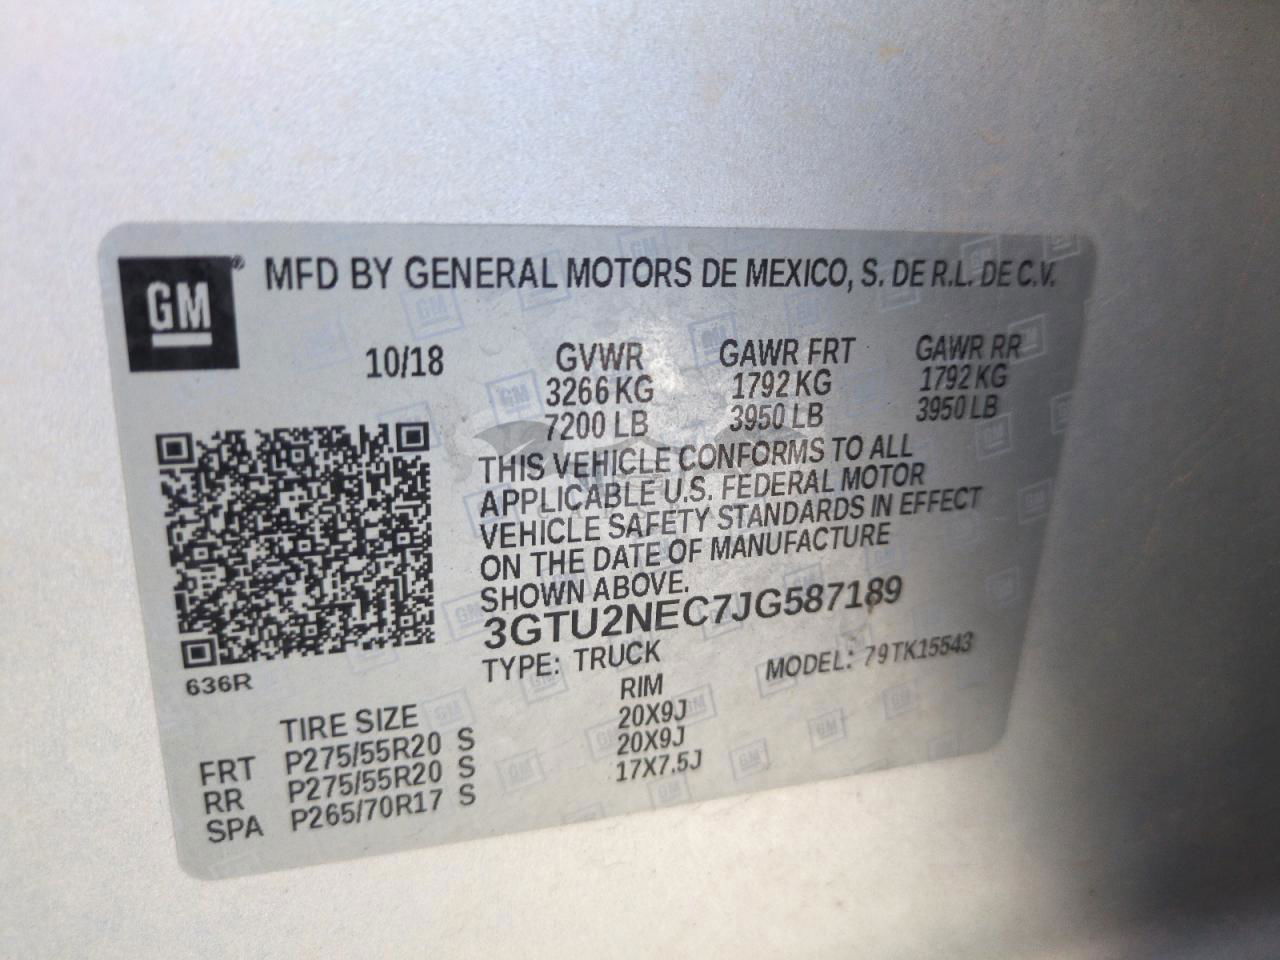 GM
MFD BY GENERAL MOTORS DE MEXICO, S. DE R.L. DE C.V.
10/18 GVWR GAWR FRT GAWR RR
3266 KG 1792 KG 1792 KG
7200 LB 3950 LB 3950 LB
THIS VEHICLE CONFORMS TO ALL
APPLICABLE U.S. FEDERAL MOTOR
VEHICLE SAFETY STANDARDS IN EFFECT
ON THE DATE OF MANUFACTURE
SHOWN ABOVE.
3GTU2NEC7JG587189
TYPE: TRUCK MODEL: 79TK15543
636R
TIRE SIZE RIM
FRT P275/55R20 S 20X9J
RR P275/55R20 S 20X9J
SPA P265/70R17 S 17X7.5J